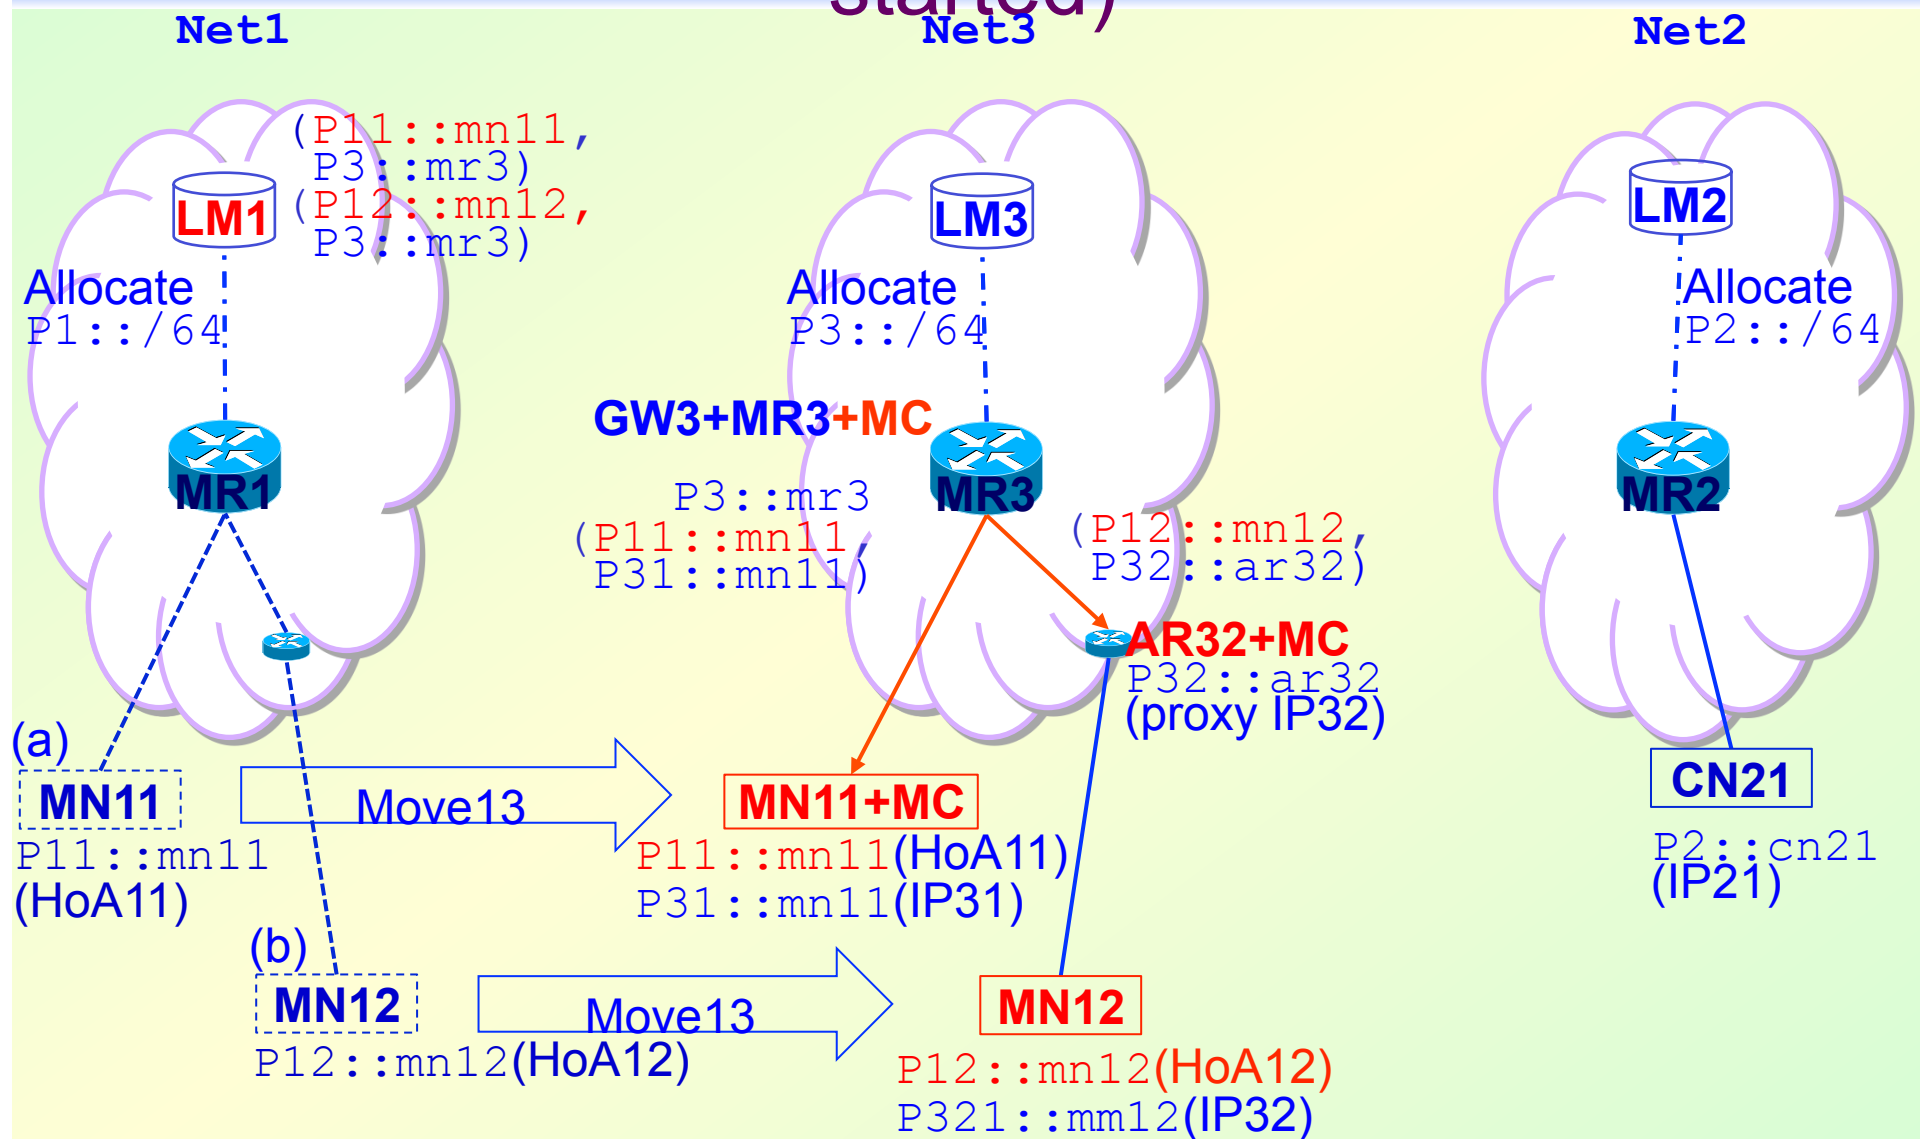 started)
Net1
Net3
Net2
(P11::mn11,
P3::mr3)
(P12::mn12,
P3::mr3)
LM1
LM3
LM2
Allocate
P1::/64
Allocate
P3::/64
Allocate
P2::/64
GW3+MR3+MC
MR1
MR3
MR2
P3::mr3
(P11::mn11,
P31::mn11)
(P12::mn12,
P32::ar32)
AR32+MC
P32::ar32
(proxy IP32)
(a)
MN11
Move13
MN11+MC
CN21
P11::mn11
(HoA11)
P11::mn11(HoA11)
P31::mn11(IP31)
P2::cn21
(IP21)
(b)
MN12
Move13
MN12
P12::mn12(HoA12)
P12::mn12(HoA12)
P321::mm12(IP32)